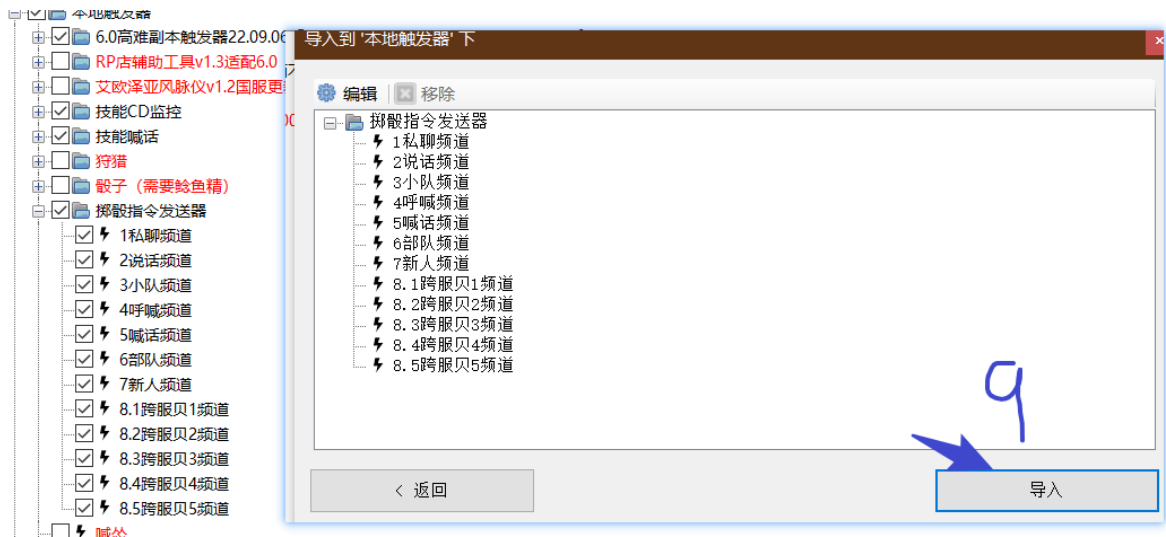 本地触发器
6.0高难副本触发器22.09.06
RP店辅助工具v1.3适配6.0
艾欧泽亚风脉仪v1.2国服更
技能CD监控
技能喊话
狩猎
骰子（需要鲶鱼精）
掷骰指令发送器
1私聊频道
2说话频道
3小队频道
4呼喊频道
5喊话频道
6部队频道
7新人频道
8.1跨服贝1频道
8.2跨服贝2频道
8.3跨服贝3频道
8.4跨服贝4频道
8.5跨服贝5频道
导入到 '本地触发器' 下
编辑 移除
掷骰指令发送器
1私聊频道
2说话频道
3小队频道
4呼喊频道
5喊话频道
6部队频道
7新人频道
8.1跨服贝1频道
8.2跨服贝2频道
8.3跨服贝3频道
8.4跨服贝4频道
8.5跨服贝5频道
9
< 返回
导入